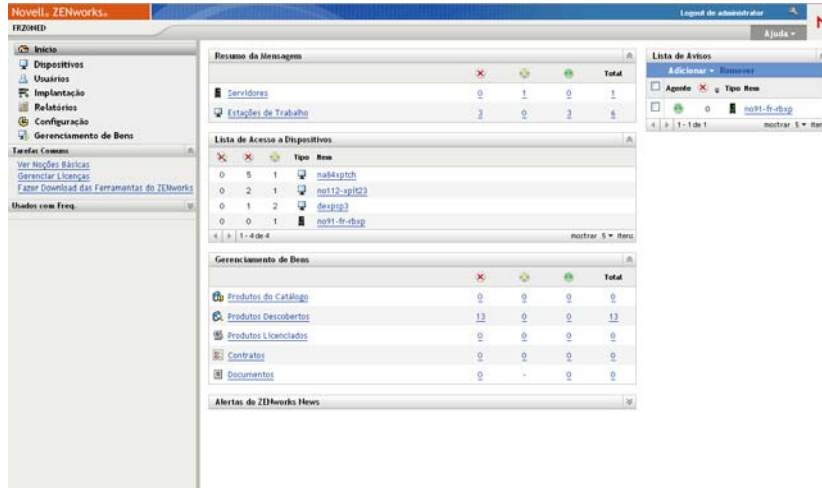 Novell® ZENworks®
Logout de administrator
FRZONED
Ajuda
Início
Dispositivos
Usuários
Implantação
Relatórios
Configuração
Gerenciamento de Bens
Tarefas Comuns
Ver Noções Básicas
Gerenciar Licenças
Fazer Download das Ferramentas do ZENworks
Usados com Freq.
Resumo da Mensagem
Total
Servidores 0 1 0 1
Estações de Trabalho 3 0 3 6
Lista de Acesso a Dispositivos
Tipo Item
0 5 1 na84xptch
0 2 1 no112-xplt23
0 1 2 dexpsp3
0 0 1 no91-fr-rbxp
1 - 4 de 4 mostrar 5 itens
Gerenciamento de Bens
Total
Produtos do Catálogo 0 0 0 0
Produtos Descobertos 13 0 0 13
Produtos Licenciados 0 0 0 0
Contratos 0 0 0 0
Documentos 0 - 0 0
Alertas do ZENworks News
Lista de Avisos
Adicionar Remover
Agente Tipo Item
0 no91-fr-rbxp
1 - 1 de 1 mostrar 5